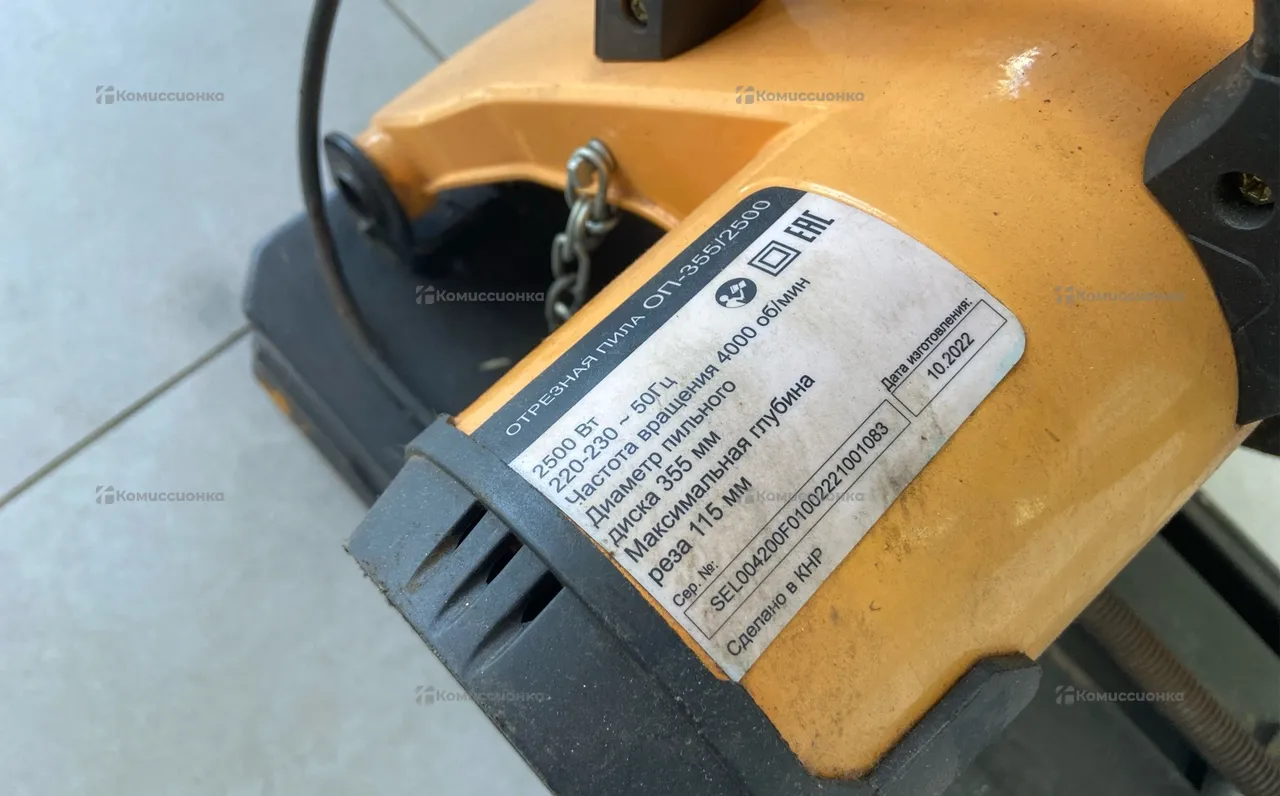 ОТРЕЗНАЯ ПИЛА ОП-355/2500
EAC
2500 Вт
220-230 ~ 50Гц
Частота вращения 4000 об/мин
Диаметр пильного
диска 355 мм
Максимальная глубина
реза 115 мм
Сер. №:
SEL004200F0100222100​1083
Дата изготовления:
10.2022
Сделано в КНР
Комиссионка
Комиссионка
Комиссионка
Комиссионка
Комиссионка
Комиссионка
Комиссионка
Комиссионка